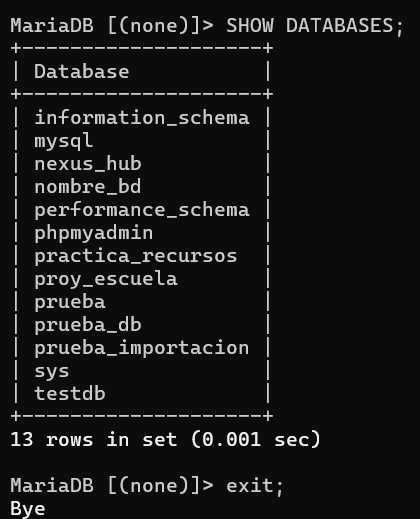 MariaDB [(none)]> SHOW DATABASES;
+--------------------+
| Database           |
+--------------------+
| information_schema |
| mysql              |
| nexus_hub          |
| nombre_bd          |
| performance_schema |
| phpmyadmin         |
| practica_recursos  |
| proy_escuela       |
| prueba             |
| prueba_db          |
| prueba_importacion |
| sys                |
| testdb             |
+--------------------+
13 rows in set (0.001 sec)

MariaDB [(none)]> exit;
Bye